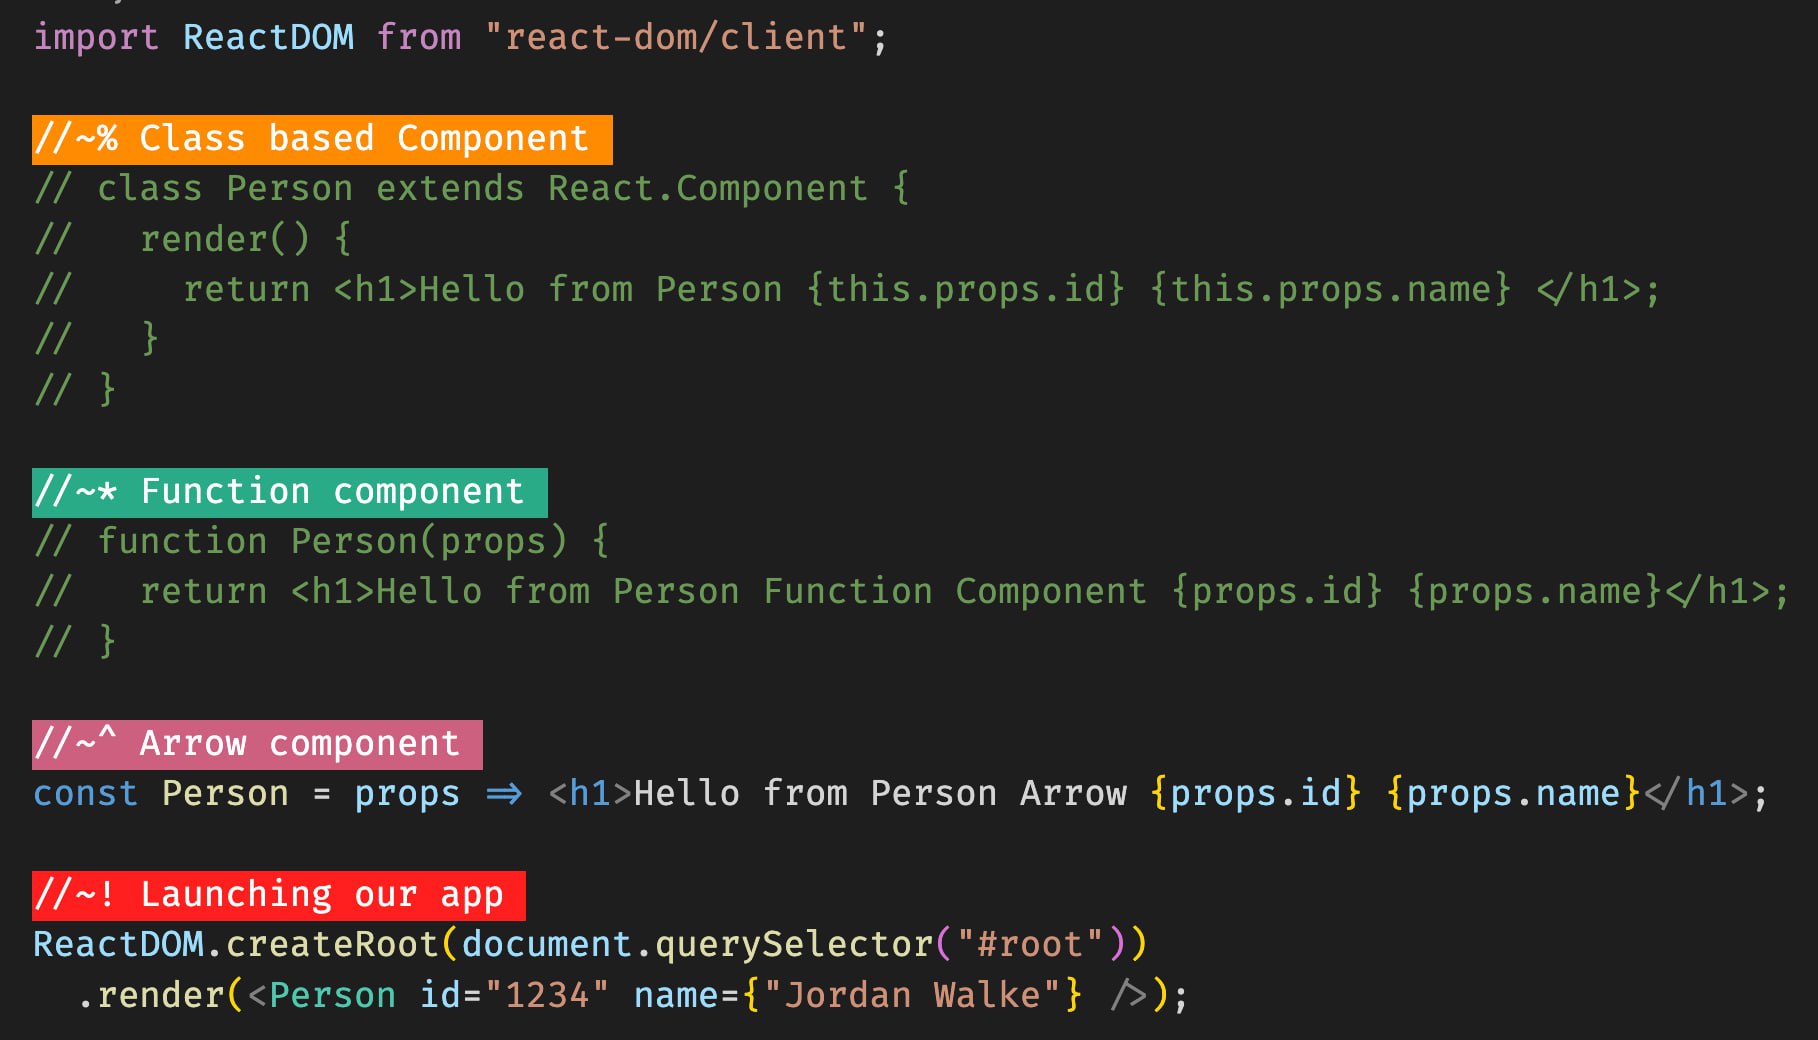 import ReactDOM from "react-dom/client";
//~% Class based Component
// class Person extends React.Component {
//   render() {
//     return <h1>Hello from Person {this.props.id} {this.props.name} </h1>;
//   }
// }
//~* Function component
// function Person(props) {
//   return <h1>Hello from Person Function Component {props.id} {props.name}</h1>;
// }
//~^ Arrow component
const Person = props => <h1>Hello from Person Arrow {props.id} {props.name}</h1>;
//~! Launching our app
ReactDOM.createRoot(document.querySelector("#root"))
  .render(<Person id="1234" name={"Jordan Walke"} />);